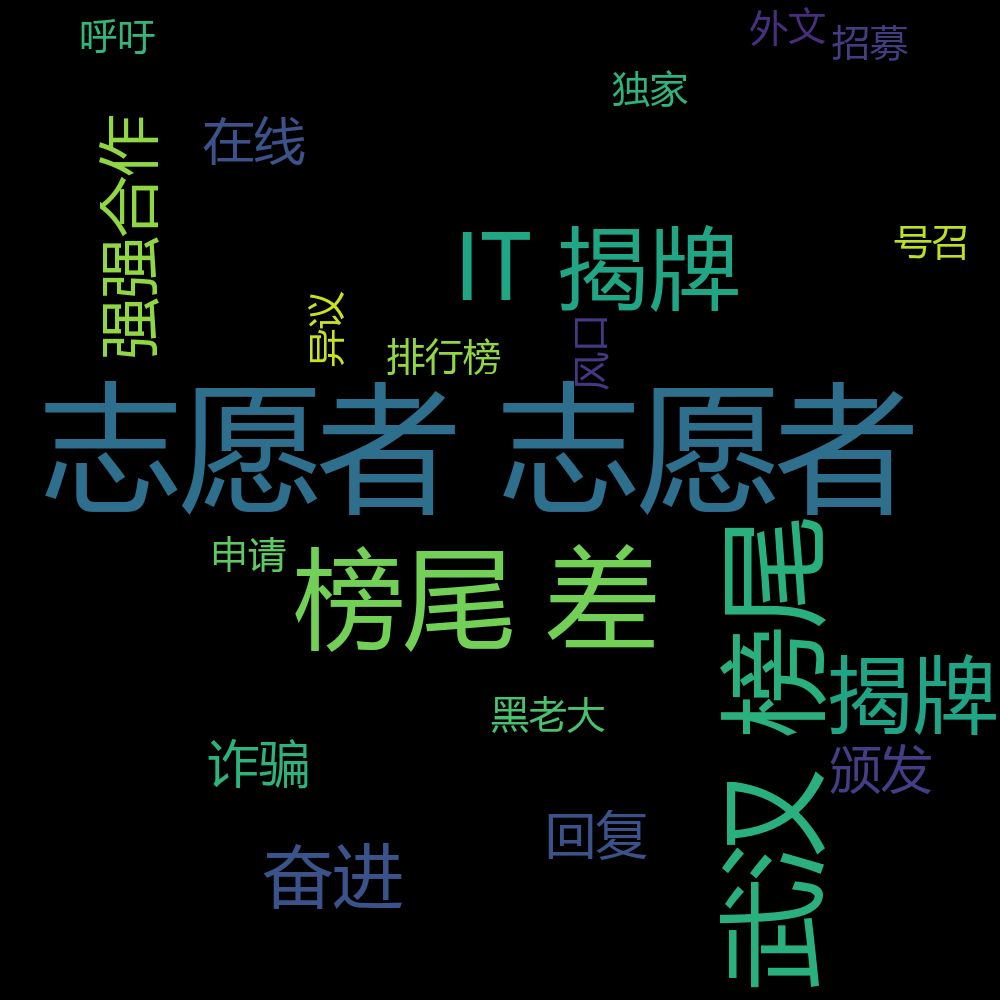 呼吁
外文
招募
独家
在线
强强合作
IT 揭牌
号召
异议
风口
排行榜
志愿者 志愿者
申请
榜尾 差
武汉 榜尾
揭牌
黑老大
诈骗
颁发
回复
奋进